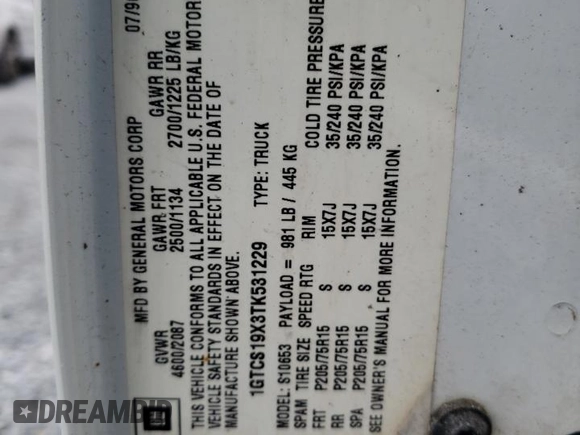 MFD BY GENERAL MOTORS CORP 07/9
GVWR GAWR FRT GAWR RR
4600/2087 2500/1134 2700/1225 LB/KG
THIS VEHICLE CONFORMS TO ALL APPLICABLE U.S. FEDERAL MOTOR
VEHICLE SAFETY STANDARDS IN EFFECT ON THE DATE OF
MANUFACTURE SHOWN ABOVE.
1GTCS19X3TK531229 TYPE: TRUCK
MODEL: S10653 PAYLOAD = 981 LB / 445 KG
SPAM TIRE SIZE SPEED RTG RIM COLD TIRE PRESSURE
FRT P205/75R15 S 15X7J 35/240 PSI/KPA
RR P205/75R15 S 15X7J 35/240 PSI/KPA
SPA P205/75R15 S 15X7J 35/240 PSI/KPA
SEE OWNER'S MANUAL FOR MORE INFORMATION.
GM
DREAMBID.COM